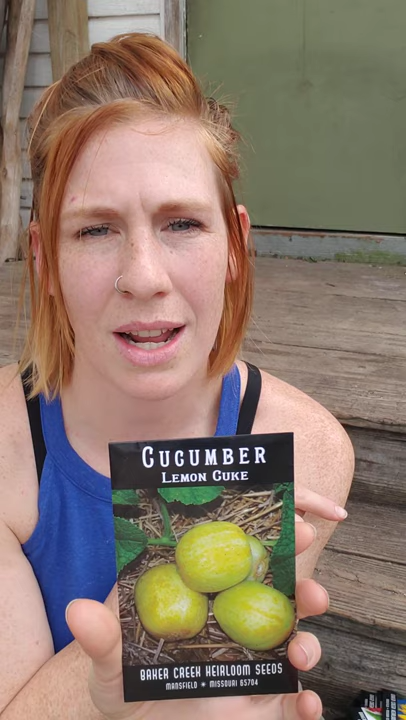 CUCUMBER
LEMON CUKE
BAKER CREEK HEIRLOOM SEEDS
MANSFIELD * MISSOURI 65704